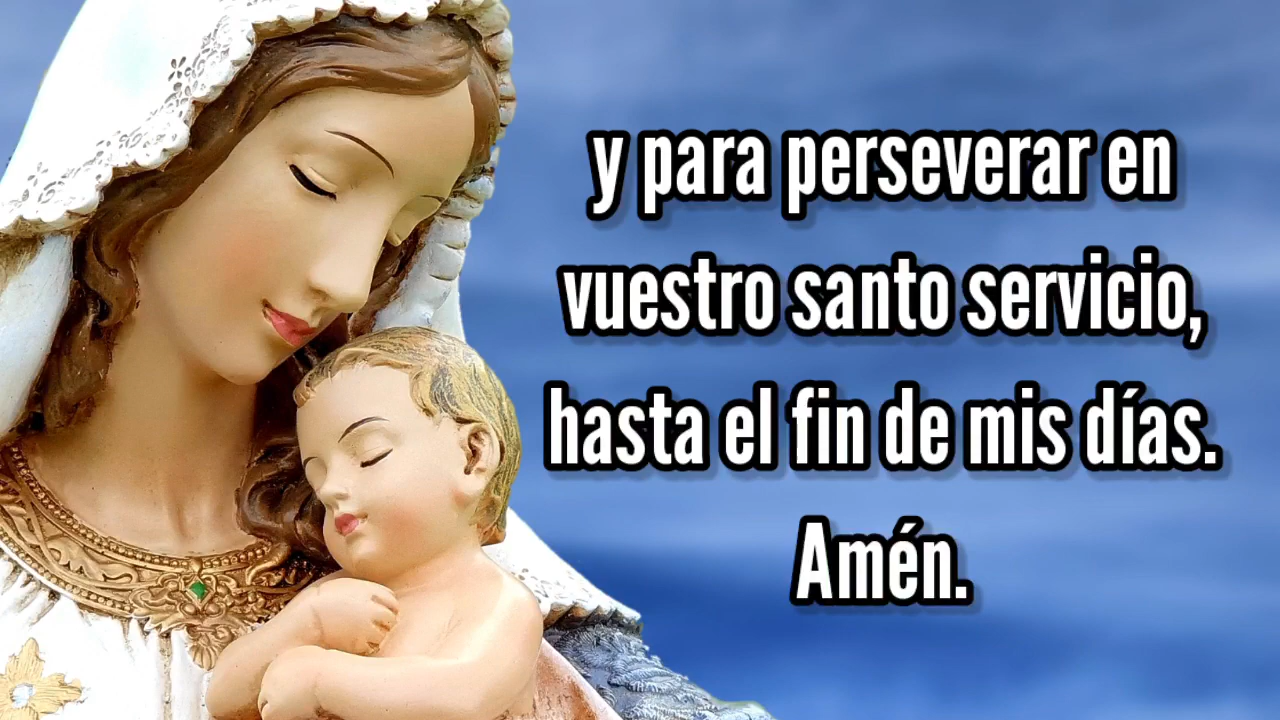 y para perseverar en
vuestro santo servicio,
hasta el fin de mis días.
Amén.